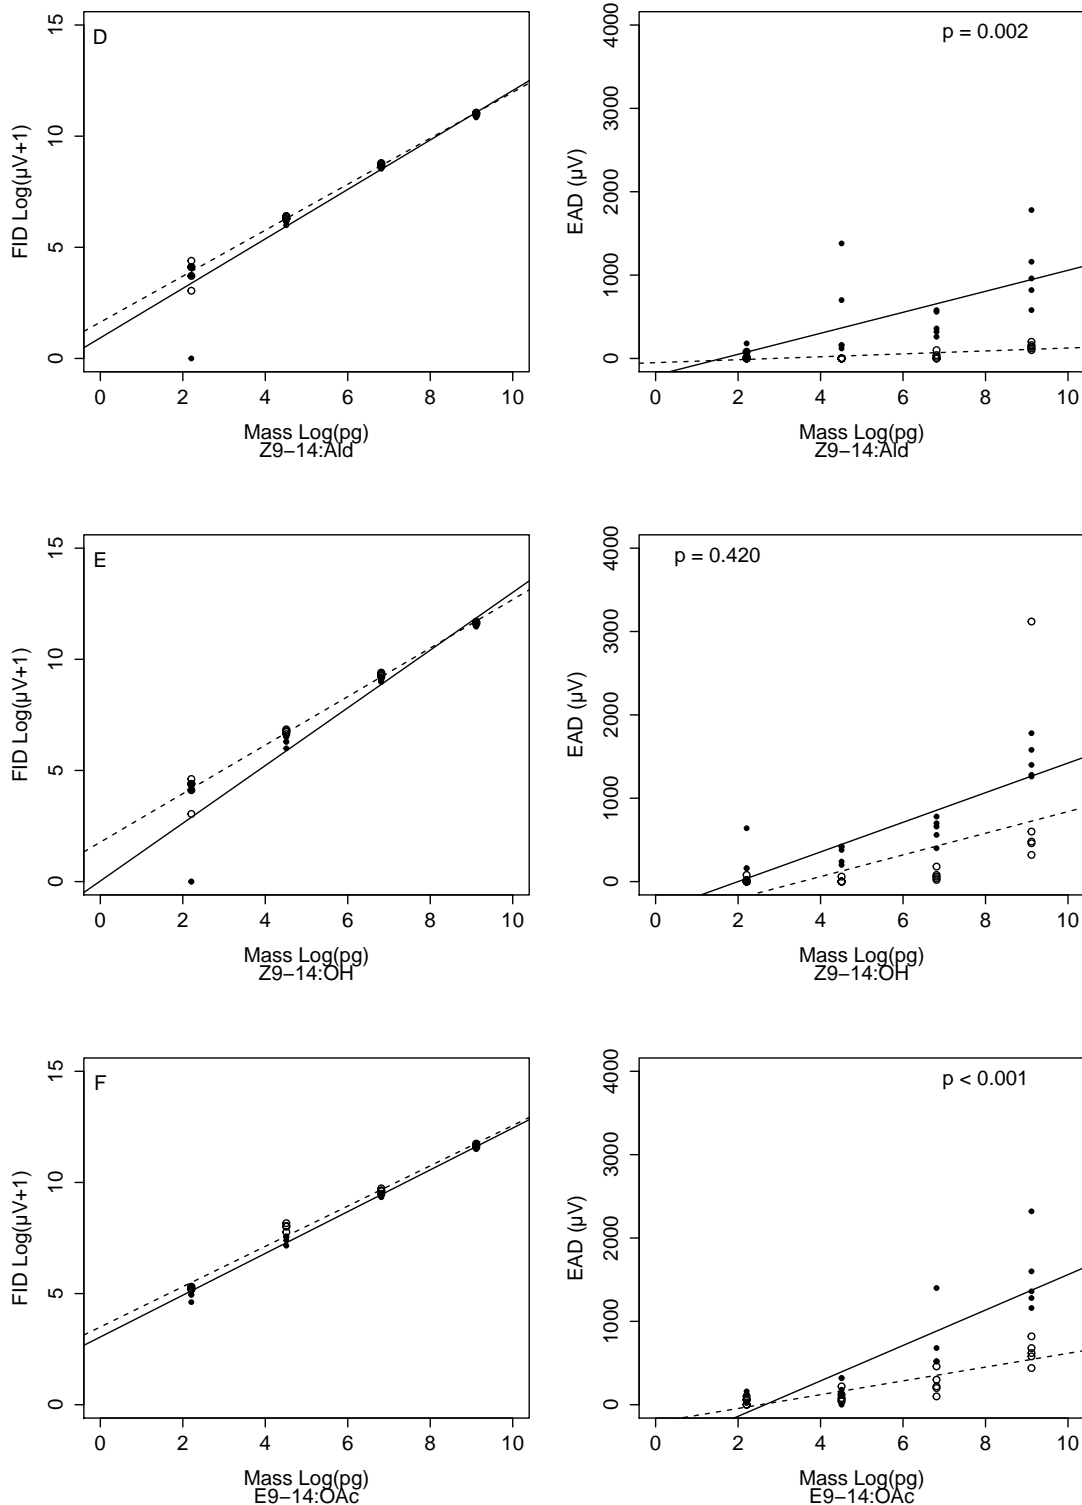 D
15
10
5
0
FID Log(µV+1)
0 2 4 6 8 10
Mass Log(pg)
Z9−14:Ald
p = 0.002
4000
3000
2000
1000
0
EAD (µV)
0 2 4 6 8 10
Mass Log(pg)
Z9−14:Ald
E
15
10
5
0
FID Log(µV+1)
0 2 4 6 8 10
Mass Log(pg)
Z9−14:OH
p = 0.420
4000
3000
2000
1000
0
EAD (µV)
0 2 4 6 8 10
Mass Log(pg)
Z9−14:OH
F
15
10
5
0
FID Log(µV+1)
0 2 4 6 8 10
Mass Log(pg)
E9−14:OAc
p < 0.001
4000
3000
2000
1000
0
EAD (µV)
0 2 4 6 8 10
Mass Log(pg)
E9−14:OAc